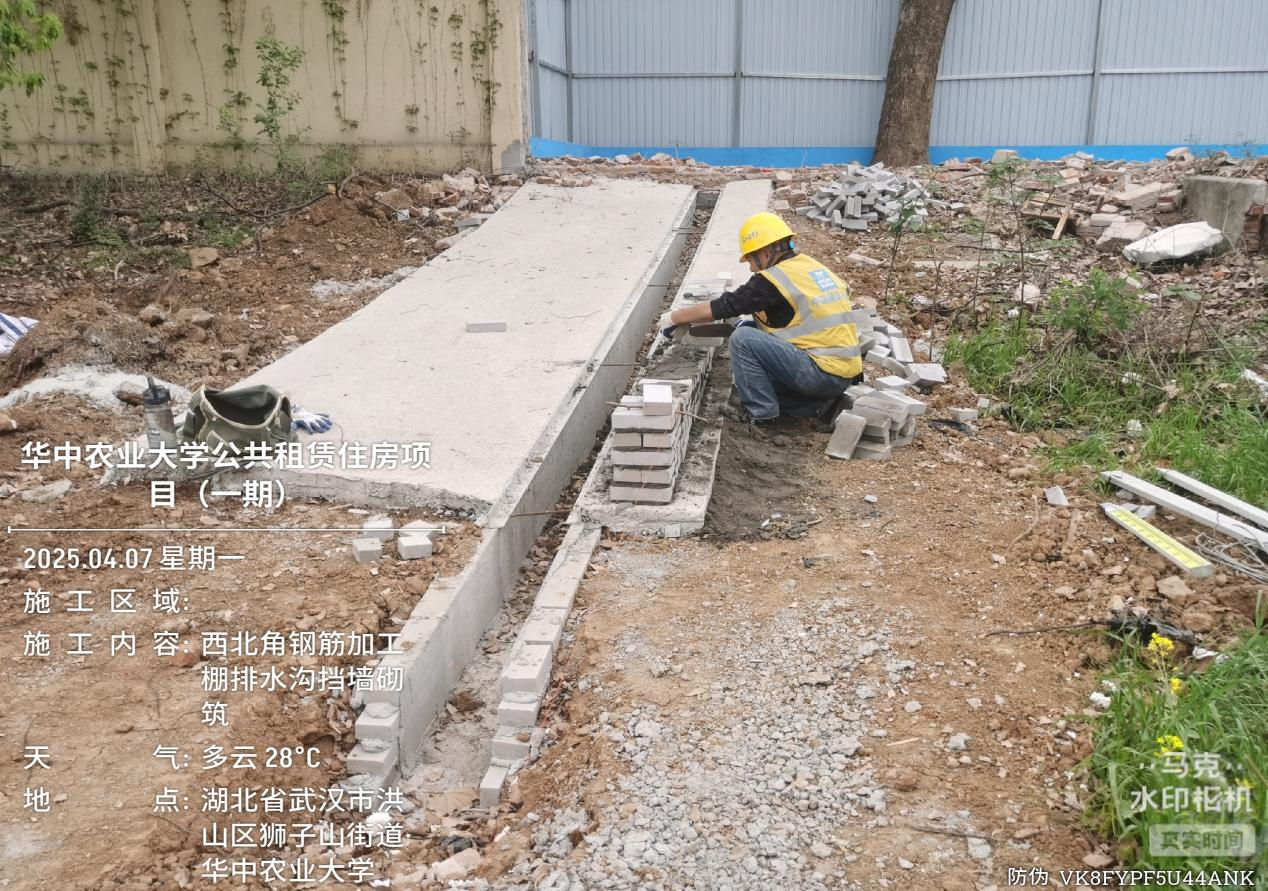 华中农业大学公共租赁住房项
目（一期）
2025.04.07 星期一
施工区域:
施工内容: 西北角钢筋加工
棚排水沟挡墙砌
筑
天气: 多云 28°C
地点: 湖北省武汉市洪
山区狮子山街道·
华中农业大学
马克
水印相机
真实时间
防伪 VK8FYPF5U44ANK